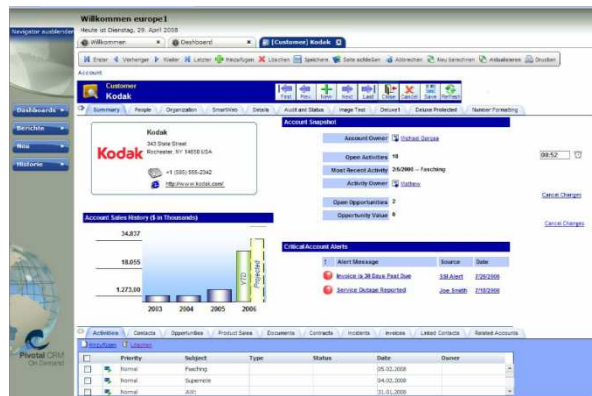 Willkommen europe1
Navigator ausblenden
Heute ist Dienstag, 29. April 2008
Willkommen
Dashboard
[Customer] Kodak
Erster Vorheriger Weiter Letzter Hinzufügen Löschen Speichern Seite schließen Abbrechen Neu berechnen Aktualisieren Drucken
Account
Customer
Kodak
First Prev New Next Last Close Cancel Save Refresh
Summary People Organization SmartWeb Details Audit and Status Image Test Deluxe1 Deluxe Protected Number Formatting
Dashboards
Berichte
Neu
Historie
Kodak
343 State Street
Rochester, NY 14650 USA
Kodak
+1 (585) 555-2342
http://www.kodak.com/
Account Snapshot
Account Owner
Open Activities 10
Most Recent Activity 2/5/2008 -- Fasching
Activity Owner
Open Opportunities 2
Opportunity Value 0
00:52
Cancel Changes
Cancel Changes
Account Sales History ($ in Thousands)
34.837
18.055
1.273,00
YTD
Projected
2003 2004 2005 2006
Critical Account Alerts
! Alert Message Source Date
Invoice is 30 Days Past Due SSI Alert
Service Outage Reported Joe Smith
Activities Contacts Opportunities Product Sales Documents Contracts Incidents Invoices Linked Contacts Related Accounts
Hinzufügen Löschen
Priority Subject Type Status Date Owner
Normal Fasching 05.02.2008
Normal Supernote 04.02.2008
Normal 31.01.2008
Pivotal CRM
On Demand